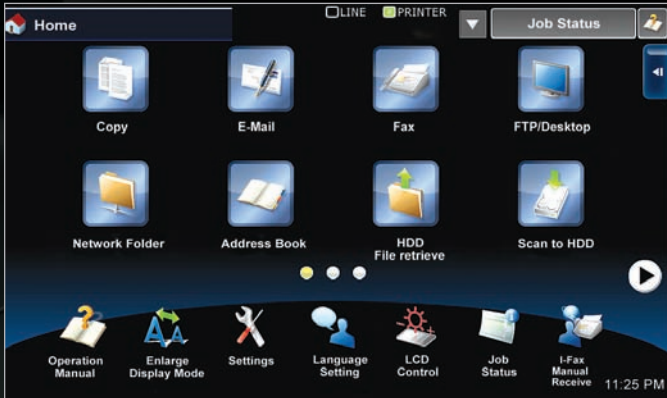 Home
LINE PRINTER
Job Status
Copy
E-Mail
Fax
FTP/Desktop
Network Folder
Address Book
HDD
File retrieve
Scan to HDD
Operation
Manual
Enlarge
Display Mode
Settings
Language
Setting
LCD
Control
Job
Status
I-Fax
Manual
Receive
11:25 PM